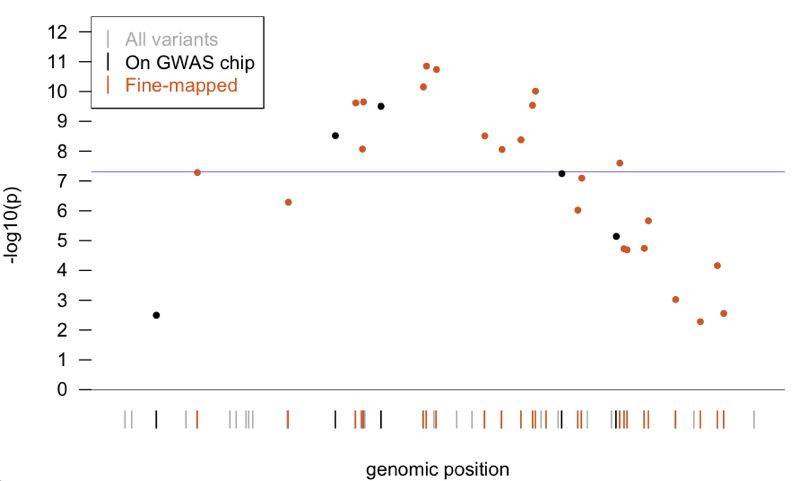 12
11
10
9
8
7
6
5
4
3
2
1
0
-log10(p)
All variants
On GWAS chip
Fine-mapped
genomic position